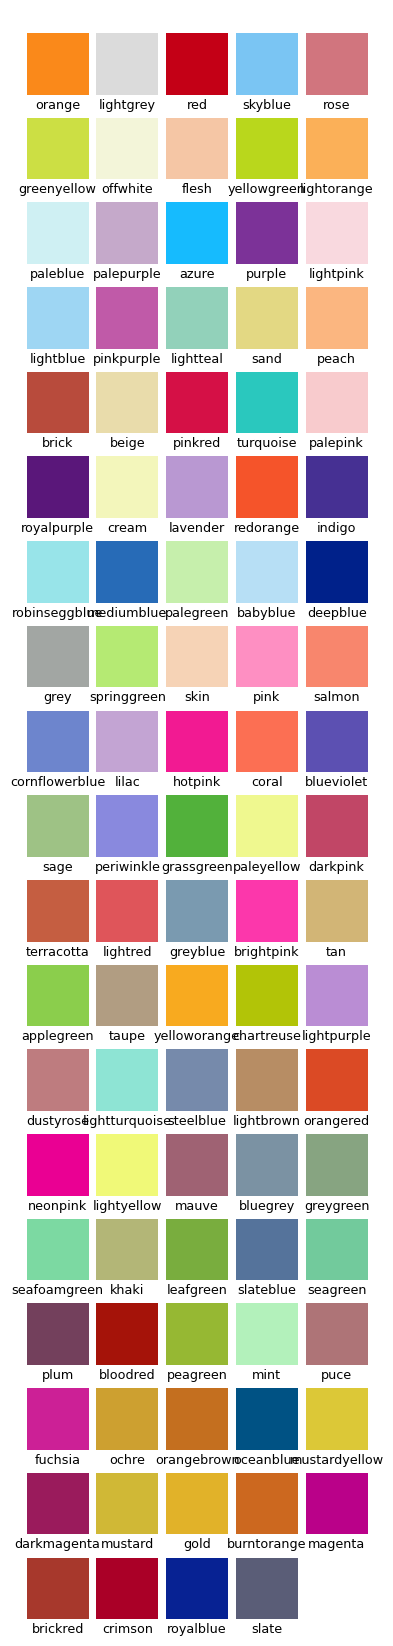 orange lightgrey red skyblue rose
greenyellow offwhite flesh yellowgreen lightorange
paleblue palepurple azure purple lightpink
lightblue pinkpurple lightteal sand peach
brick beige pinkred turquoise palepink
royalpurple cream lavender redorange indigo
robinseggblue mediumblue palegreen babyblue deepblue
grey springgreen skin pink salmon
cornflowerblue lilac hotpink coral blueviolet
sage periwinkle grassgreen paleyellow darkpink
terracotta lightred greyblue brightpink tan
applegreen taupe yelloworange chartreuse lightpurple
dustyrose lightturquoise steelblue lightbrown orangered
neonpink lightyellow mauve bluegrey greygreen
seafoamgreen khaki leafgreen slateblue seagreen
plum bloodred peagreen mint puce
fuchsia ochre orangebrown oceanblue mustardyellow
darkmagenta mustard gold burntorange magenta
brickred crimson royalblue slate